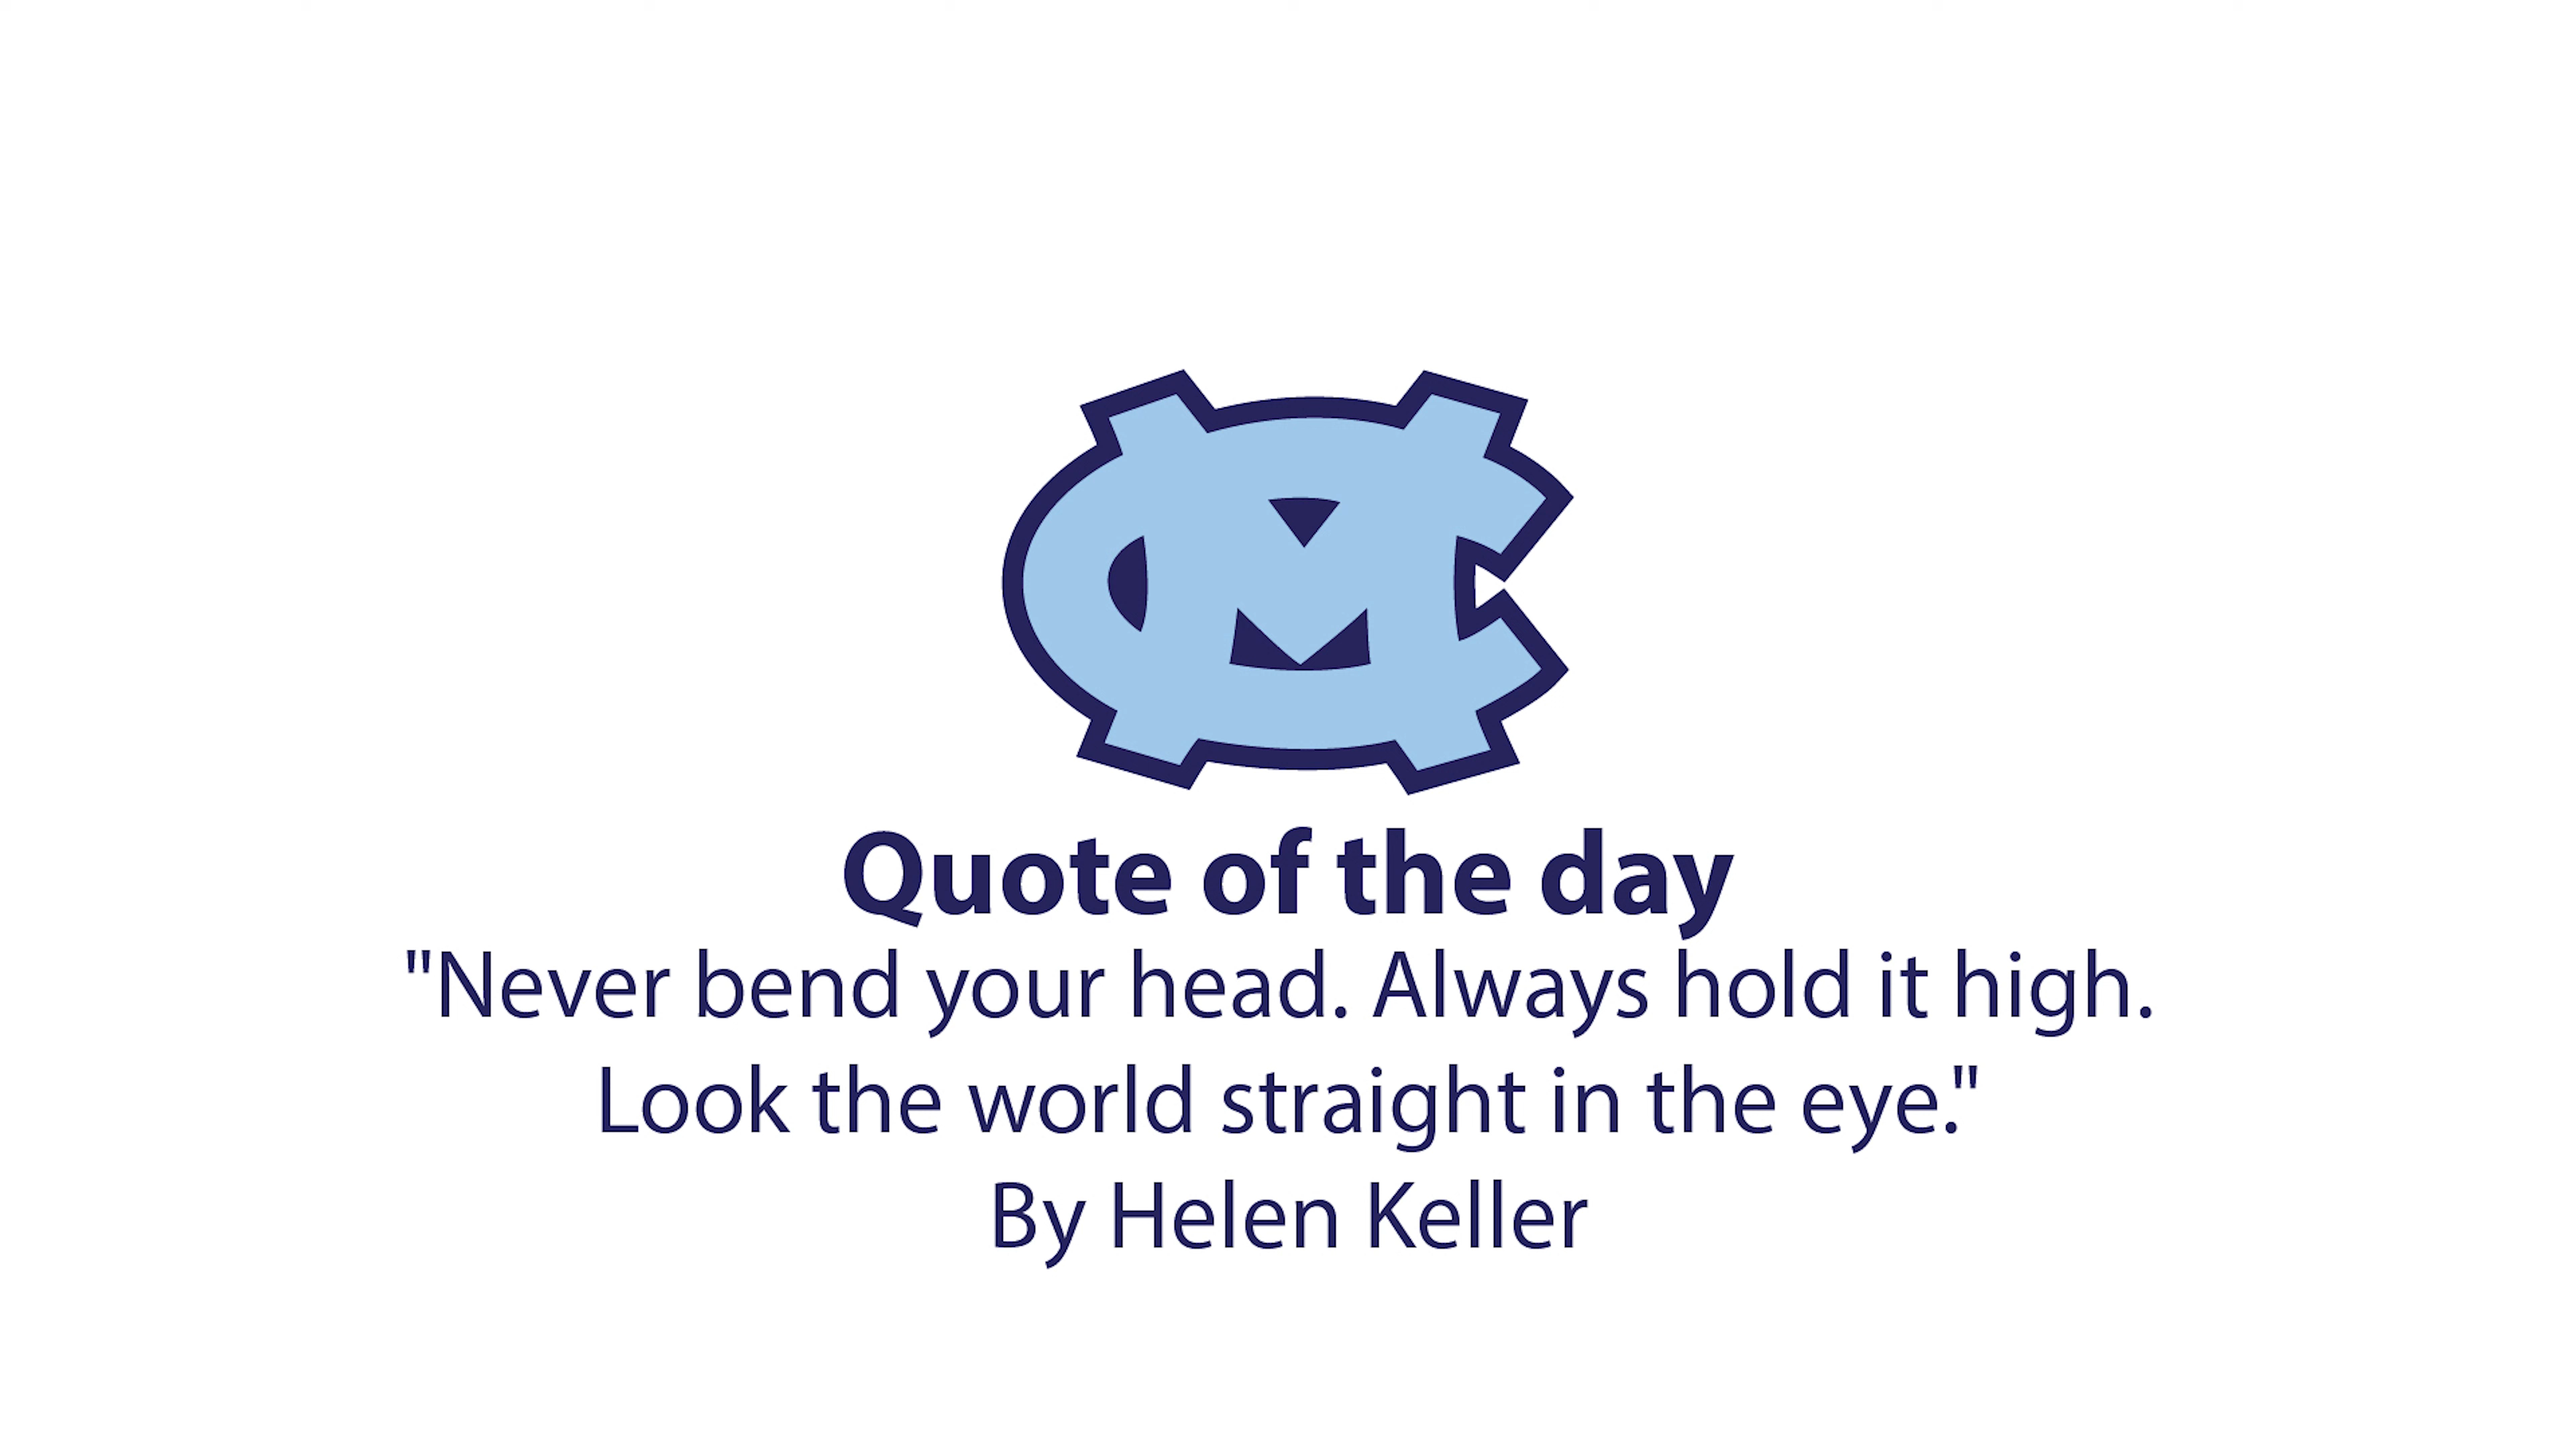 Quote of the day
"Never bend your head. Always hold it high.
Look the world straight in the eye."
By Helen Keller